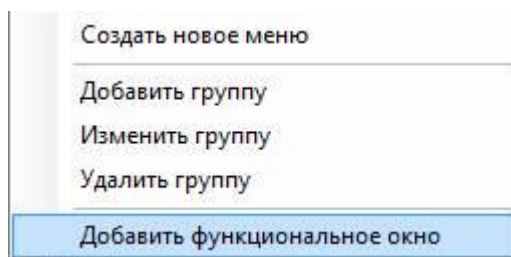 Создать новое меню
Добавить группу
Изменить группу
Удалить группу
Добавить функциональное окно